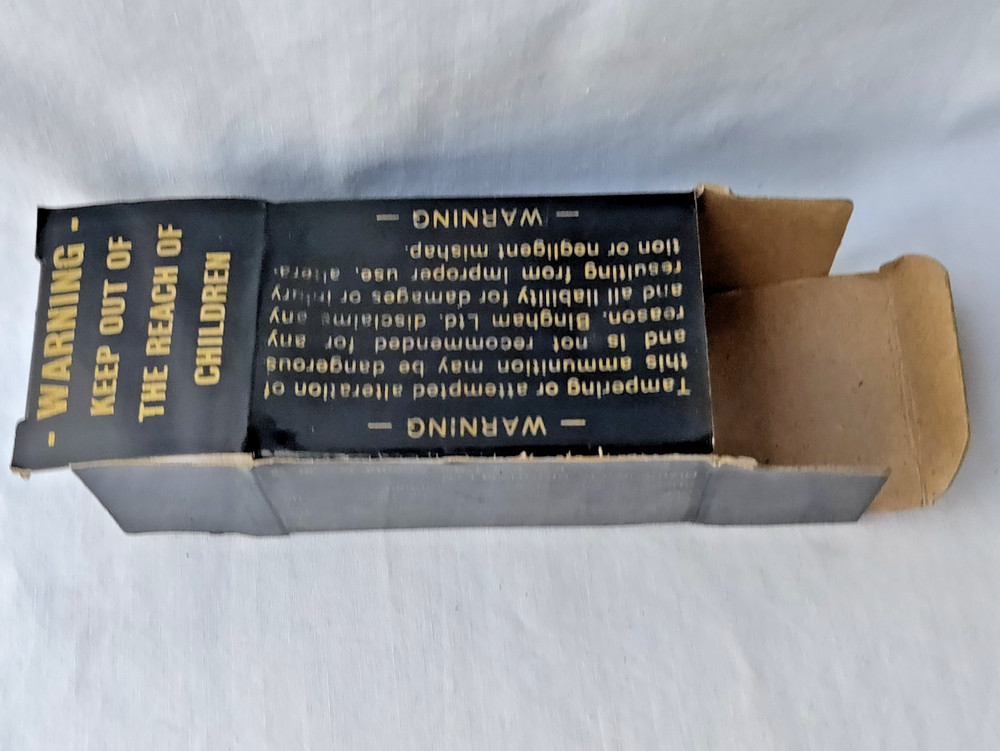 - WARNING -
KEEP OUT OF
THE REACH OF
CHILDREN
— WARNING —
Tampering or attempted alteration of
this ammunition may be dangerous
and is not recommended for any
reason. Bingham Ltd. disclaims any
and all liability for damages or injury
resulting from improper use, altera-
tion or negligent mishap.
— WARNING —